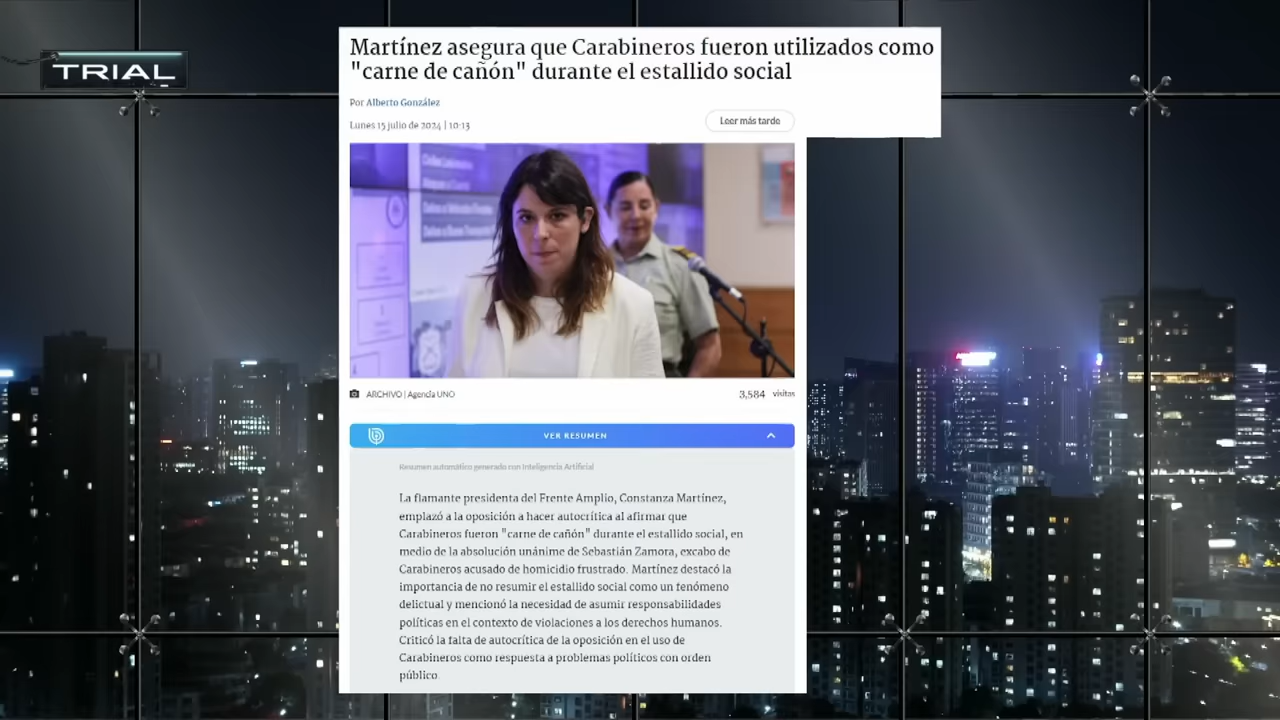 TRIAL
Martínez asegura que Carabineros fueron utilizados como
"carne de cañón" durante el estallido social
Por Alberto González
Lunes 15 julio de 2024 | 10:13
Leer más tarde
ARCHIVO | Agencia UNO
3,584 visitas
VER RESUMEN
Resumen automático generado con Inteligencia Artificial
La flamante presidenta del Frente Amplio, Constanza Martínez,
emplazó a la oposición a hacer autocrítica al afirmar que
Carabineros fueron "carne de cañón" durante el estallido social, en
medio de la absolución unánime de Sebastián Zamora, excabo de
Carabineros acusado de homicidio frustrado. Martínez destacó la
importancia de no resumir el estallido social como un fenómeno
delictual y mencionó la necesidad de asumir responsabilidades
políticas en el contexto de violaciones a los derechos humanos.
Criticó la falta de autocrítica de la oposición en el uso de
Carabineros como respuesta a problemas políticos con orden
público.